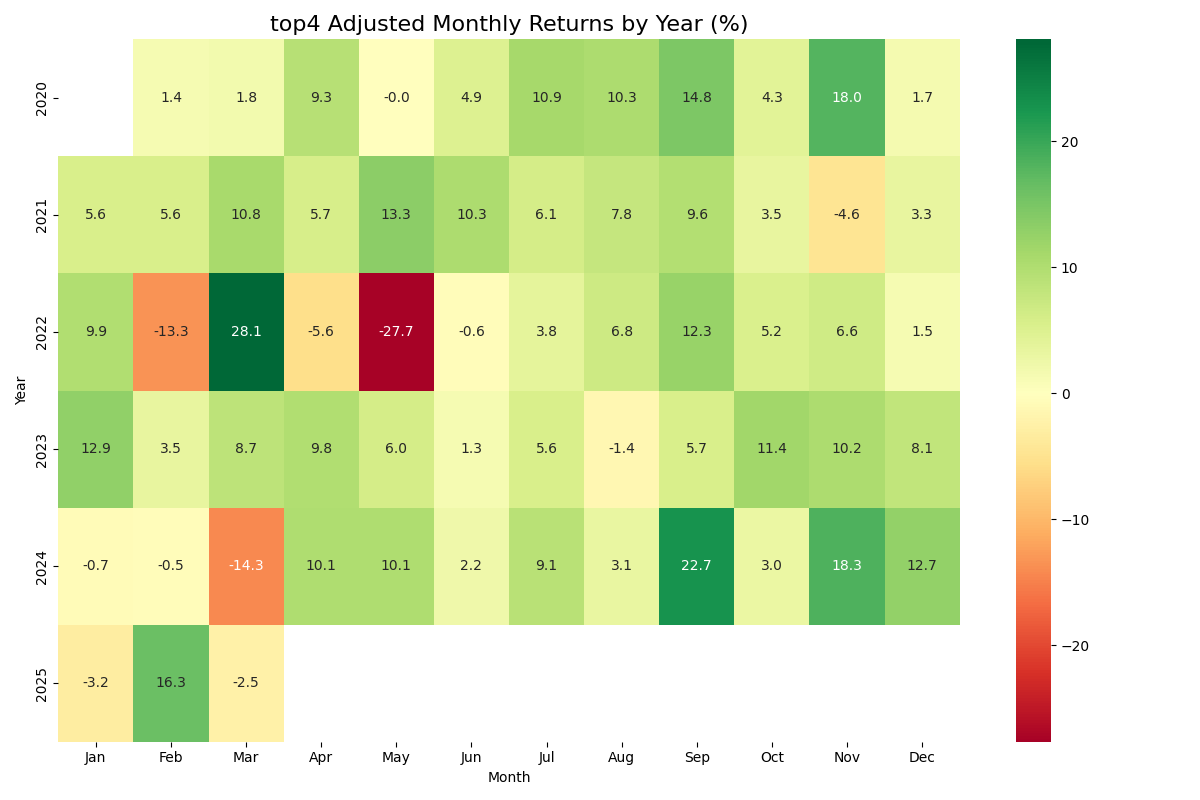 top4 Adjusted Monthly Returns by Year (%)
2020 1.4 1.8 9.3 -0.0 4.9 10.9 10.3 14.8 4.3 18.0 1.7
2021 5.6 5.6 10.8 5.7 13.3 10.3 6.1 7.8 9.6 3.5 -4.6 3.3
2022 9.9 -13.3 28.1 -5.6 -27.7 -0.6 3.8 6.8 12.3 5.2 6.6 1.5
2023 12.9 3.5 8.7 9.8 6.0 1.3 5.6 -1.4 5.7 11.4 10.2 8.1
2024 -0.7 -0.5 -14.3 10.1 10.1 2.2 9.1 3.1 22.7 3.0 18.3 12.7
2025 -3.2 16.3 -2.5
Jan Feb Mar Apr May Jun Jul Aug Sep Oct Nov Dec
Month
Year
20
10
0
−10
−20